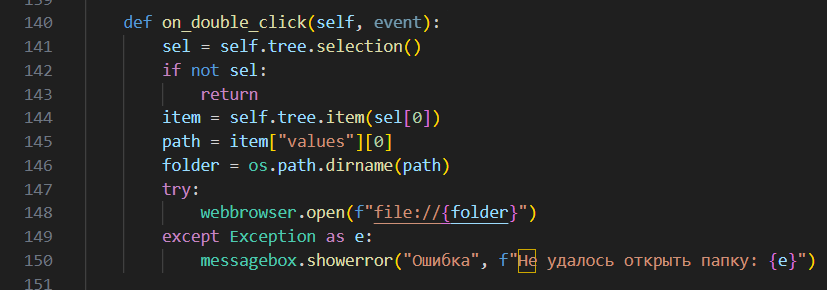 139
140 def on_double_click(self, event):
141 sel = self.tree.selection()
142 if not sel:
143 return
144 item = self.tree.item(sel[0])
145 path = item["values"][0]
146 folder = os.path.dirname(path)
147 try:
148 webbrowser.open(f"file://{folder}")
149 except Exception as e:
150 messagebox.showerror("Ошибка", f"Не удалось открыть папку: {e}")
151